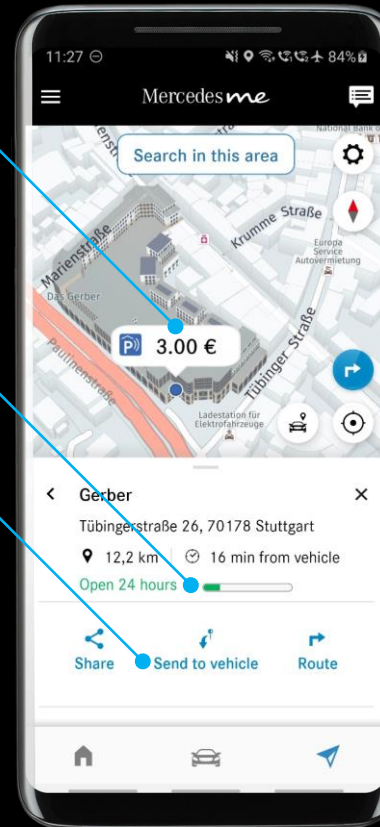 11:27
84%
Mercedes me
National Bank o
Search in this area
Krumme Straße
Europa
Service
Autovermietung
Marienstraße
Das Gerber
P 3.00 €
Paulinenstraße
Tübinger Straße
Ladestation für
Elektrofahrzeuge
Gerber
Tübingerstraße 26, 70178 Stuttgart
12,2 km 16 min from vehicle
Open 24 hours
Share Send to vehicle Route